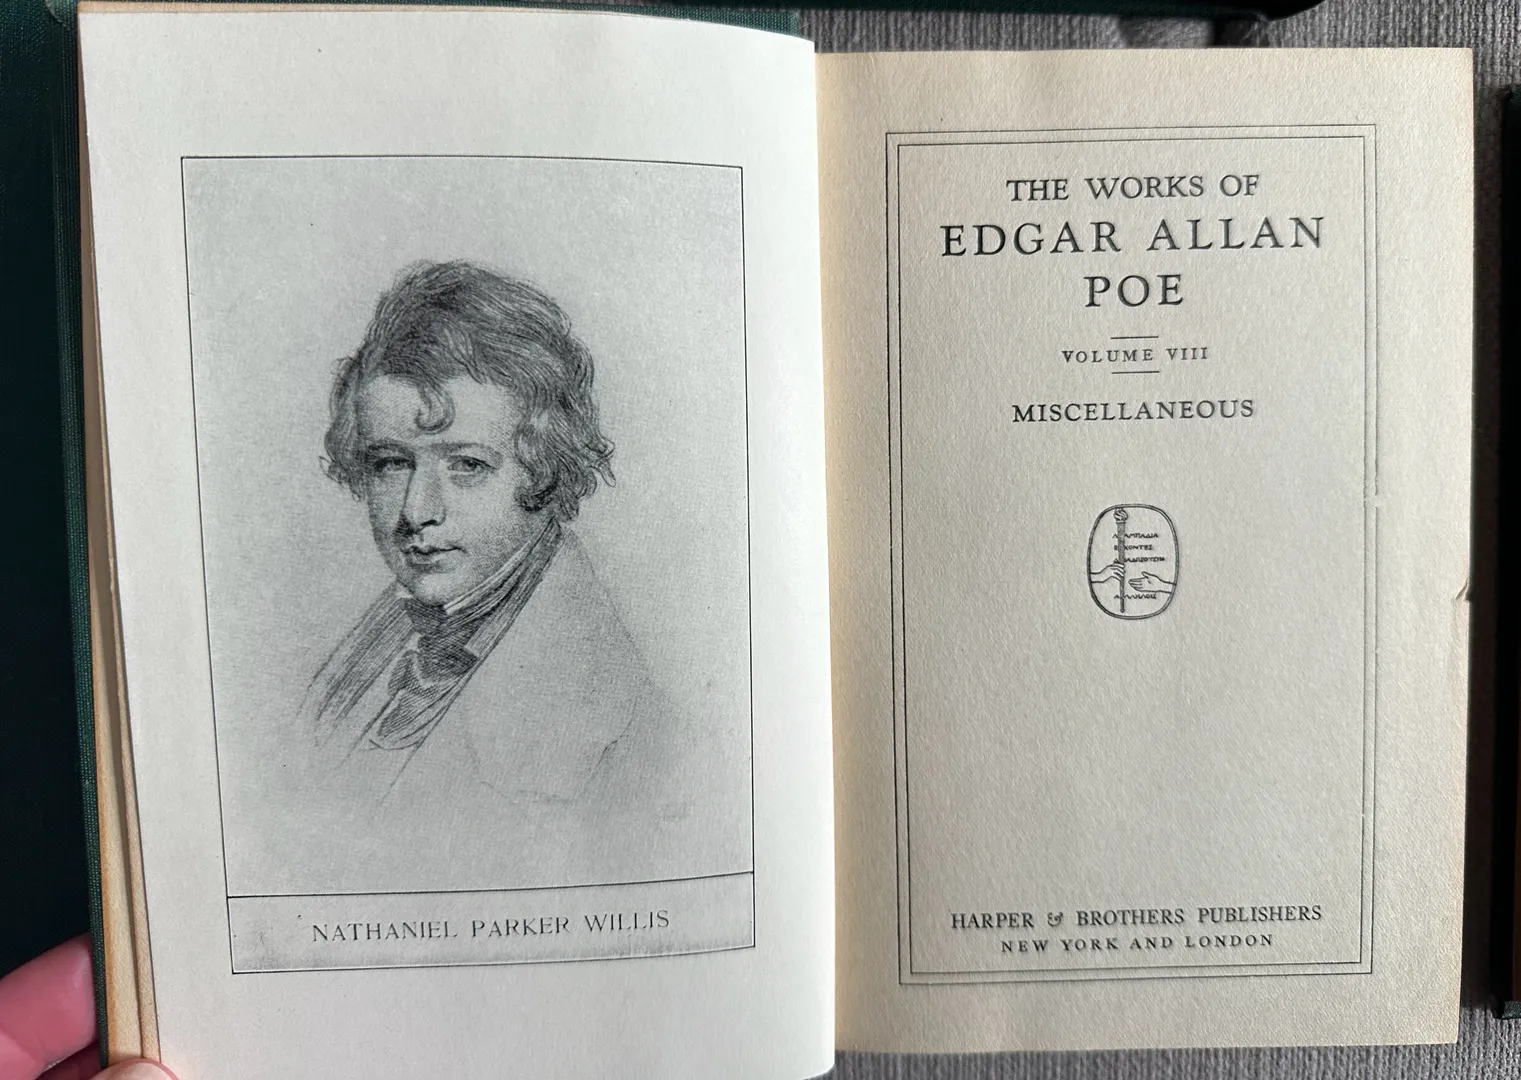 NATHANIEL PARKER WILLIS
THE WORKS OF
EDGAR ALLAN
POE
VOLUME VIII
MISCELLANEOUS
HARPER & BROTHERS PUBLISHERS
NEW YORK AND LONDON